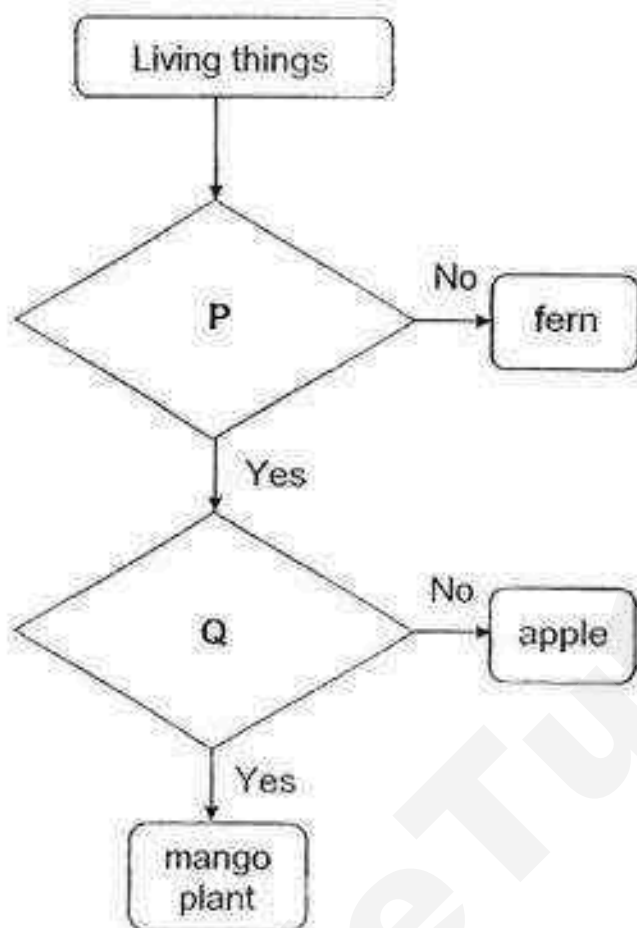 Living things
P
No
fern
Yes
Q
No
apple
Yes
mango
plant